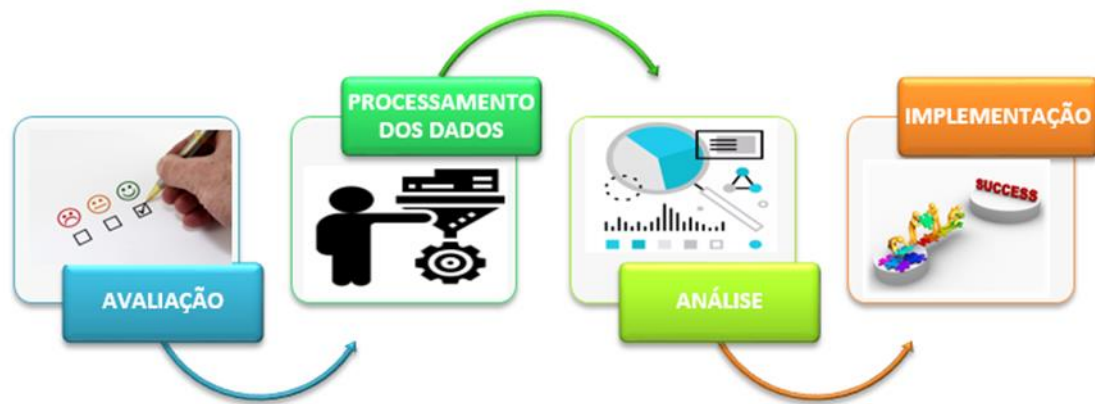 AVALIAÇÃO
PROCESSAMENTO
DOS DADOS
ANÁLISE
IMPLEMENTAÇÃO
SUCCESS